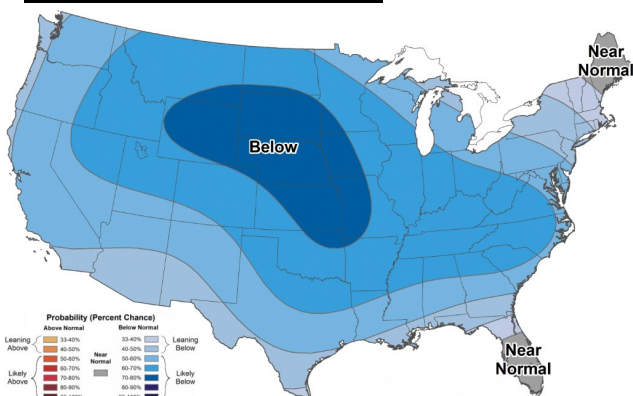 Near
Normal
Below
Near
Normal
Probability (Percent Chance)
Above Normal Below Normal
Leaning
Above
33-40% 33-40%
40-50% 40-50%
Leaning
Below
Near
Normal
Likely
Above
50-60% 50-60%
60-70% 60-70%
70-80% 70-80%
80-90% 80-90%
Likely
Below